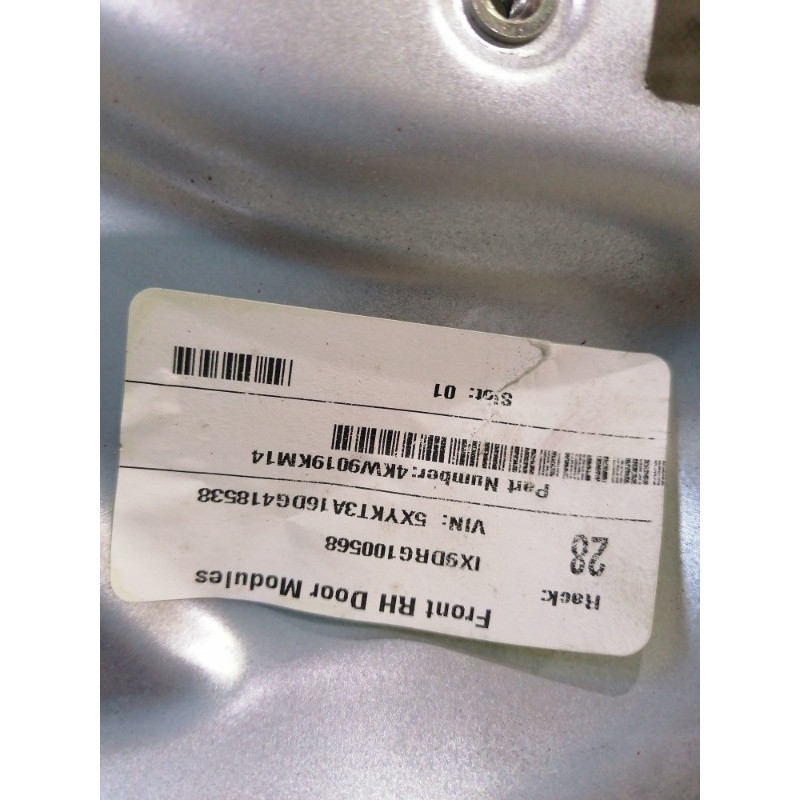 Front RH Door Modules
Rack:
28
IX9DRG100568
VIN: 5XYKT3A16DG418538
Part Number:4KW9019KM14
Slot: 01